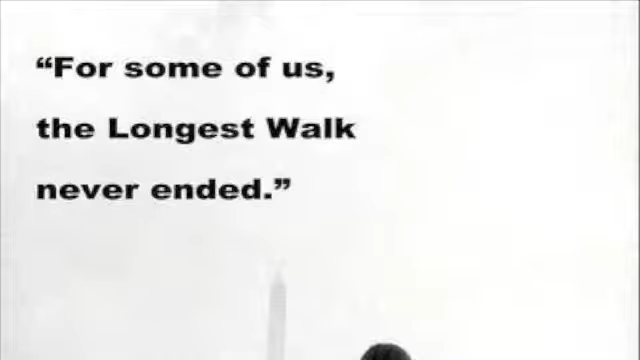 “For some of us,
the Longest Walk
never ended.”